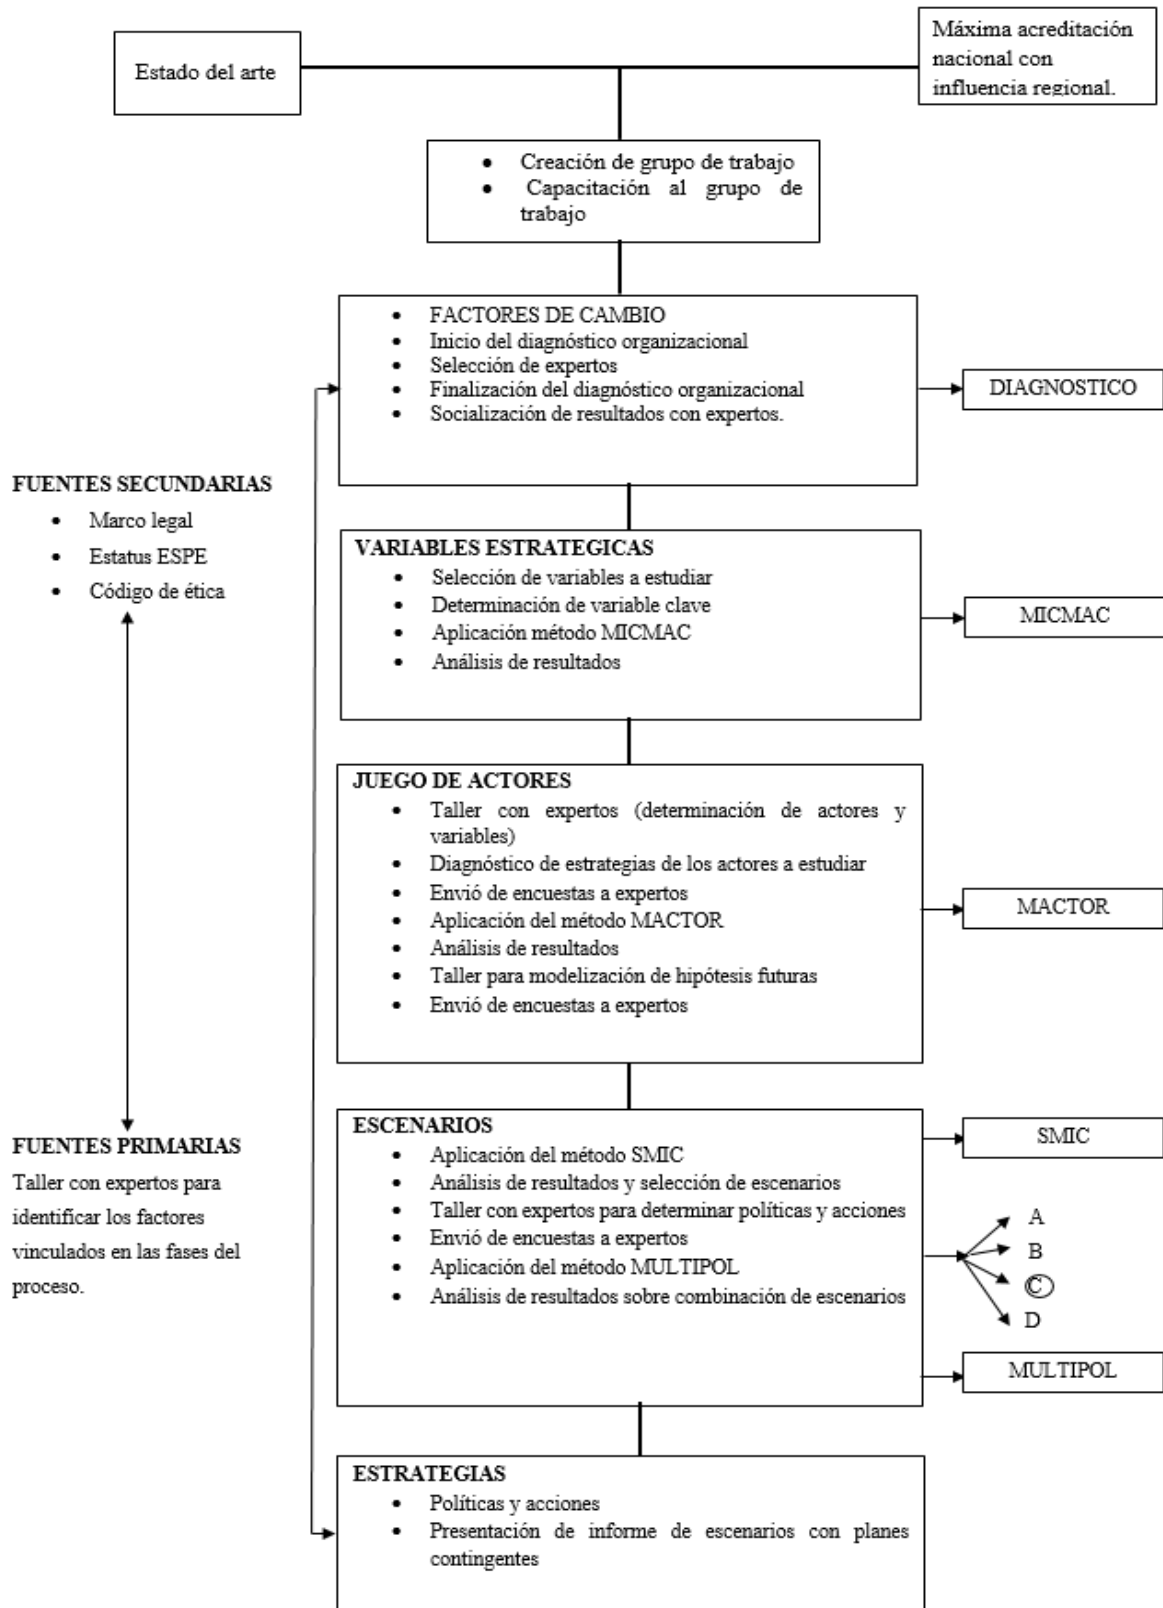 Estado del arte
Máxima acreditación
nacional con
influencia regional.
• Creación de grupo de trabajo
• Capacitación al grupo de
trabajo
• FACTORES DE CAMBIO
• Inicio del diagnóstico organizacional
• Selección de expertos
• Finalización del diagnóstico organizacional
• Socialización de resultados con expertos.
DIAGNOSTICO
FUENTES SECUNDARIAS
• Marco legal
• Estatus ESPE
• Código de ética
VARIABLES ESTRATEGICAS
• Selección de variables a estudiar
• Determinación de variable clave
• Aplicación método MICMAC
• Análisis de resultados
MICMAC
JUEGO DE ACTORES
• Taller con expertos (determinación de actores y
variables)
• Diagnóstico de estrategias de los actores a estudiar
• Envió de encuestas a expertos
• Aplicación del método MACTOR
• Análisis de resultados
• Taller para modelización de hipótesis futuras
• Envió de encuestas a expertos
MACTOR
FUENTES PRIMARIAS
Taller con expertos para
identificar los factores
vinculados en las fases del
proceso.
ESCENARIOS
• Aplicación del método SMIC
• Análisis de resultados y selección de escenarios
• Taller con expertos para determinar políticas y acciones
• Envió de encuestas a expertos
• Aplicación del método MULTIPOL
• Análisis de resultados sobre combinación de escenarios
SMIC
A
B
C
D
MULTIPOL
ESTRATEGIAS
• Políticas y acciones
• Presentación de informe de escenarios con planes
contingentes